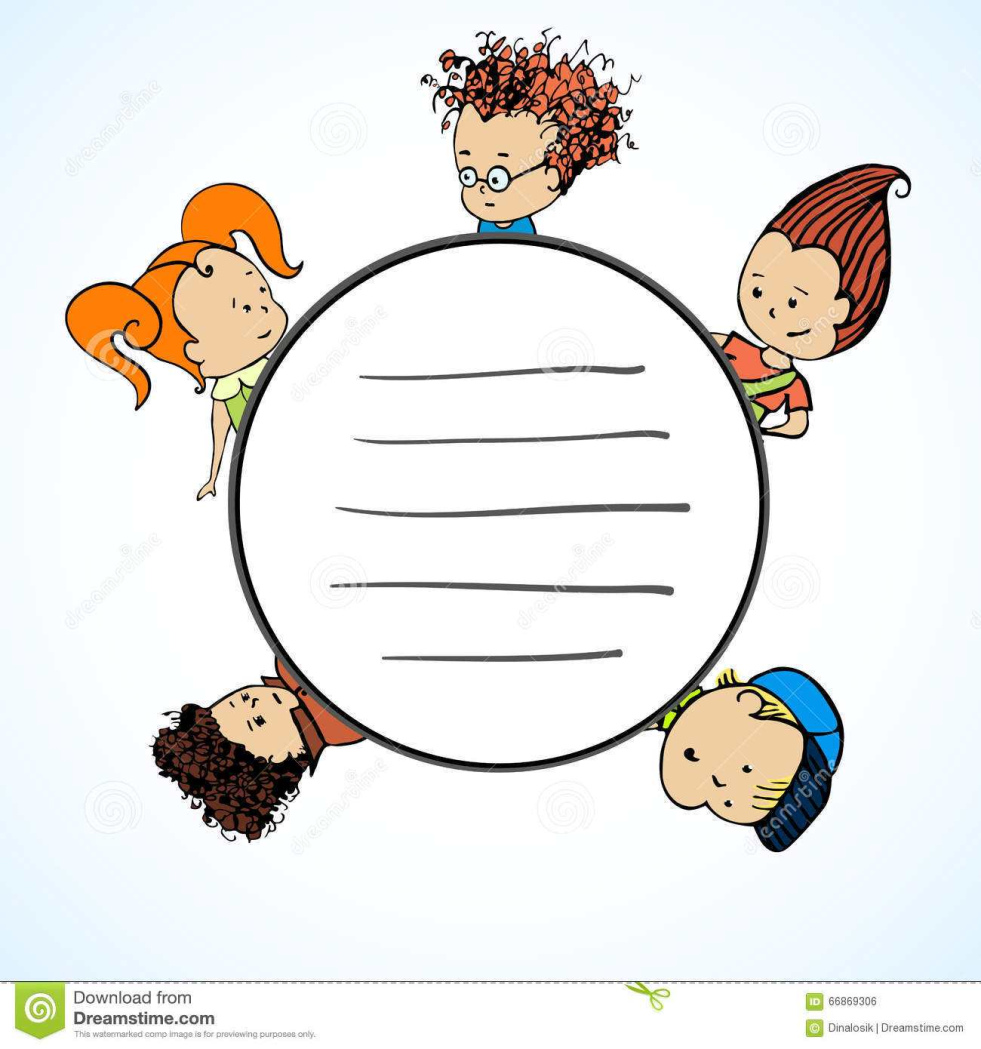 Download from
Dreamstime.com
This watermarked comp image is for previewing purposes only.
ID 66869306
© Dinalosik | Dreamstime.com